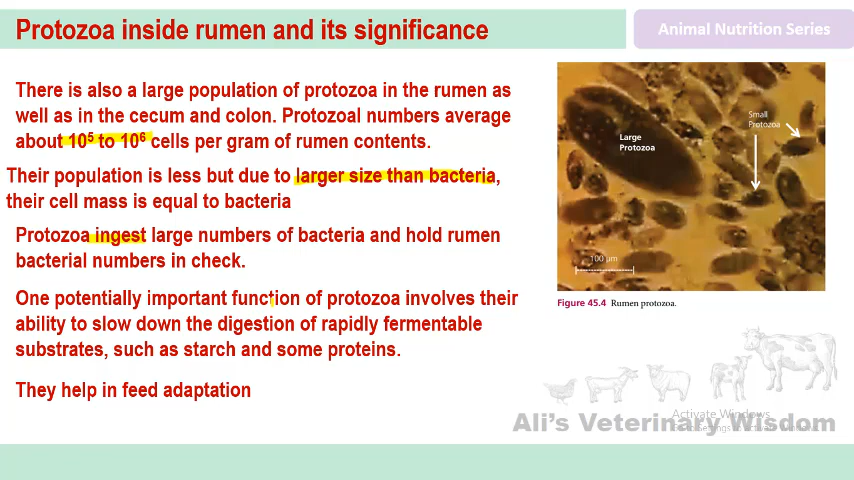 Protozoa inside rumen and its significance
Animal Nutrition Series
There is also a large population of protozoa in the rumen as
well as in the cecum and colon. Protozoal numbers average
about 10⁵ to 10⁶ cells per gram of rumen contents.
Their population is less but due to larger size than bacteria,
their cell mass is equal to bacteria
Protozoa ingest large numbers of bacteria and hold rumen
bacterial numbers in check.
One potentially important function of protozoa involves their
ability to slow down the digestion of rapidly fermentable
substrates, such as starch and some proteins.
They help in feed adaptation
Large
Protozoa
Small
Protozoa
100 μm
Figure 45.4 Rumen protozoa.
Activate Windows
Ali's Veterinary Wisdom